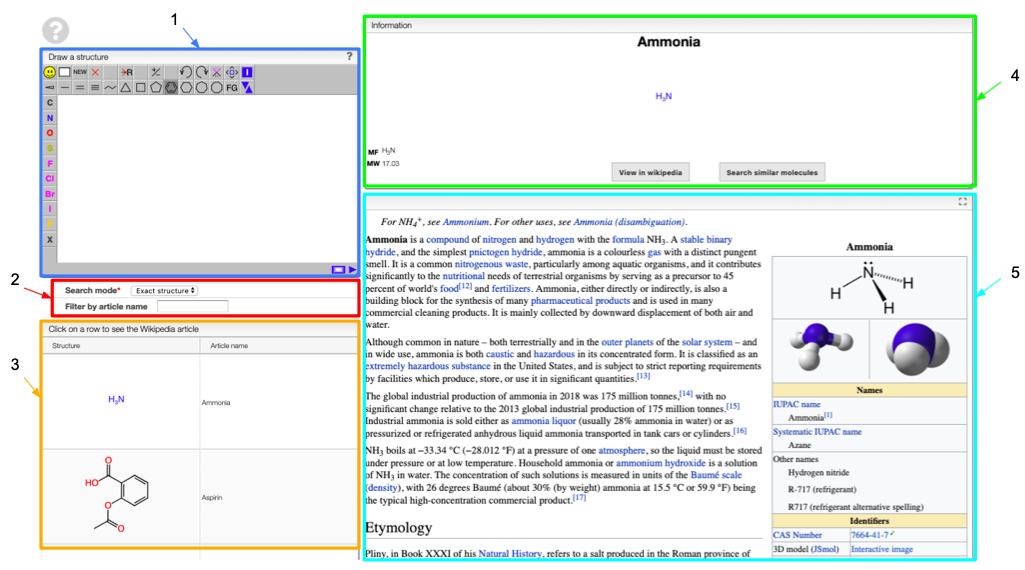 1
?
Draw a structure
?
NEW
R
FG
C
N
O
S
F
Cl
Br
I
X
2
Search mode*
Exact structure
Filter by article name
3
Click on a row to see the Wikipedia article
Structure
Article name
H3N
Ammonia
O
HO
O
O
Aspirin
4
Information
Ammonia
H3N
MF H3N
MW 17.03
View in wikipedia
Search similar molecules
5
For NH4+, see Ammonium. For other uses, see Ammonia (disambiguation).
Ammonia is a compound of nitrogen and hydrogen with the formula NH3. A stable binary
hydride, and the simplest pnictogen hydride, ammonia is a colourless gas with a distinct pungent
smell. It is a common nitrogenous waste, particularly among aquatic organisms, and it contributes
significantly to the nutritional needs of terrestrial organisms by serving as a precursor to 45
percent of world's food[12] and fertilizers. Ammonia, either directly or indirectly, is also a
building block for the synthesis of many pharmaceutical products and is used in many
commercial cleaning products. It is mainly collected by downward displacement of both air and
water.
Although common in nature – both terrestrially and in the outer planets of the solar system – and
in wide use, ammonia is both caustic and hazardous in its concentrated form. It is classified as an
extremely hazardous substance in the United States, and is subject to strict reporting requirements
by facilities which produce, store, or use it in significant quantities.[13]
The global industrial production of ammonia in 2018 was 175 million tonnes,[14] with no
significant change relative to the 2013 global industrial production of 175 million tonnes.[15]
Industrial ammonia is sold either as ammonia liquor (usually 28% ammonia in water) or as
pressurized or refrigerated anhydrous liquid ammonia transported in tank cars or cylinders.[16]
NH3 boils at −33.34 °C (−28.012 °F) at a pressure of one atmosphere, so the liquid must be stored
under pressure or at low temperature. Household ammonia or ammonium hydroxide is a solution
of NH3 in water. The concentration of such solutions is measured in units of the Baumé scale
(density), with 26 degrees Baumé (about 30% (by weight) ammonia at 15.5 °C or 59.9 °F) being
the typical high-concentration commercial product.[17]
Etymology
Pliny, in Book XXXI of his Natural History, refers to a salt produced in the Roman province of
Ammonia
N
H
H
H
Names
IUPAC name
Ammonia[1]
Systematic IUPAC name
Azane
Other names
Hydrogen nitride
R-717 (refrigerant)
R717 (refrigerant alternative spelling)
Identifiers
CAS Number 7664-41-7 ✓
3D model (JSmol) Interactive image